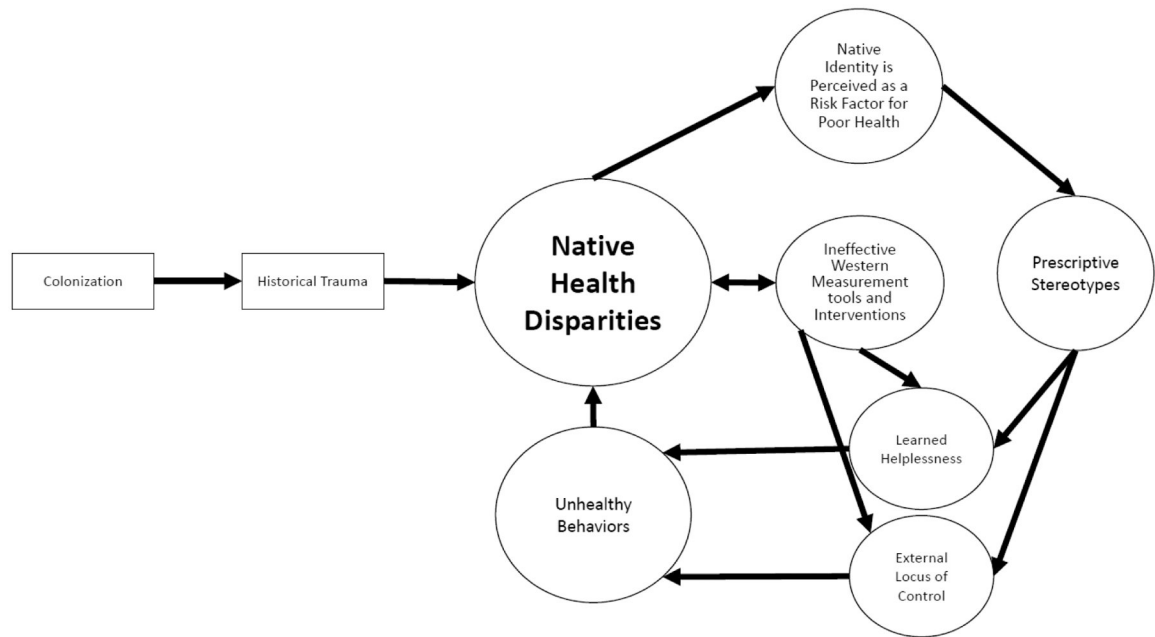 Native
Identity is
Perceived as a
Risk Factor for
Poor Health
Colonization
Historical Trauma
Native
Health
Disparities
Ineffective
Western
Measurement
tools and
Interventions
Prescriptive
Stereotypes
Learned
Helplessness
Unhealthy
Behaviors
External
Locus of
Control